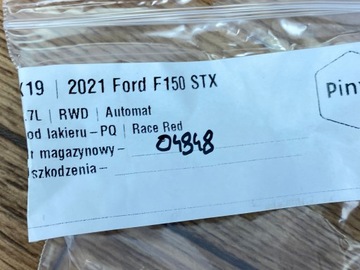 X19 | 2021 Ford F150 STX
.7L | RWD | Automat
od lakieru – PQ | Race Red
r magazynowy – 04848
szkodzenia –
Pin